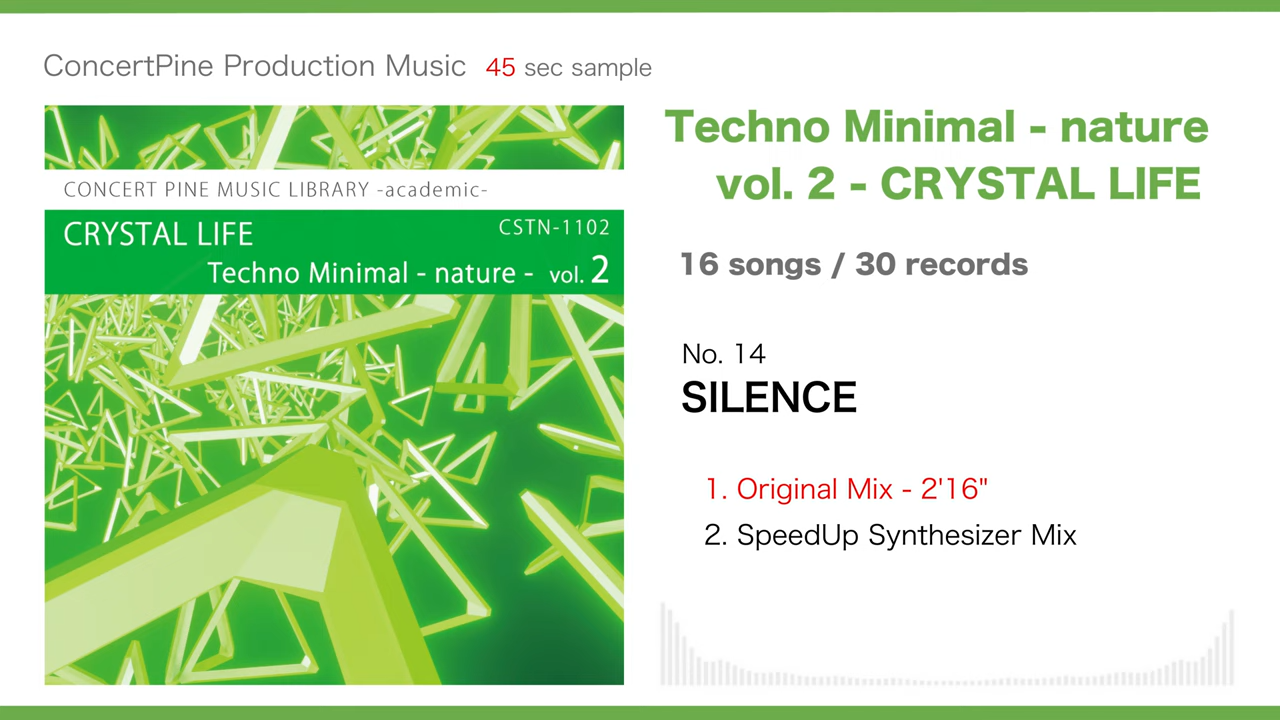 ConcertPine Production Music 45 sec sample
CONCERT PINE MUSIC LIBRARY -academic-
CRYSTAL LIFE CSTN-1102
Techno Minimal - nature - vol. 2
Techno Minimal - nature
vol. 2 - CRYSTAL LIFE
16 songs / 30 records
No. 14
SILENCE
1. Original Mix - 2'16"
2. SpeedUp Synthesizer Mix